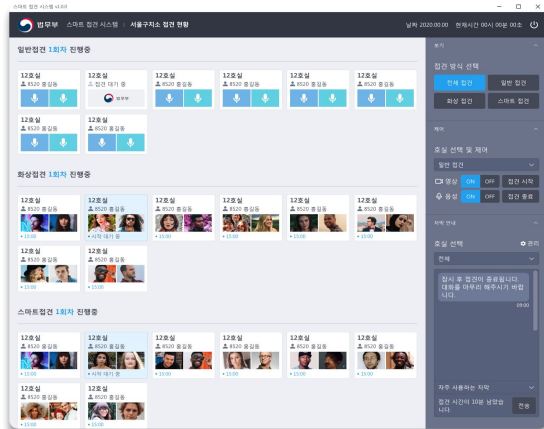 스마트 접견 시스템 v1.0.0
법무부 스마트 접견 시스템 서울구치소 접견 현황
날짜 2020.00.00 현재시간 00시 00분 00초
일반접견 1회차 진행중
12호실 12호실 12호실 12호실 12호실 12호실
8520 홍길동 접견 대기 중 8520 홍길동 8520 홍길동 8520 홍길동 8520 홍길동
법무부
12호실 12호실
8520 홍길동 8520 홍길동
화상접견 1회차 진행중
12호실 12호실 12호실 12호실 12호실 12호실
8520 홍길동 8520 홍길동 8520 홍길동 8520 홍길동 8520 홍길동 8520 홍길동
• 15:00 • 시작 대기 중 • 15:00 • 15:00 • 15:00 • 15:00
12호실 12호실
8520 홍길동 8520 홍길동
• 15:00 • 15:00
스마트접견 1회차 진행중
12호실 12호실 12호실 12호실 12호실 12호실
8520 홍길동 8520 홍길동 8520 홍길동 8520 홍길동 8520 홍길동 8520 홍길동
• 15:00 • 시작 대기 중 • 15:00 • 15:00 • 15:00 • 15:00
12호실 12호실
8520 홍길동 8520 홍길동
• 15:00 • 15:00
보기
접견 방식 선택
전체 접견 일반 접견
화상 접견 스마트 접견
제어
호실 선택 및 제어
일반 접견
영상 ON OFF 접견 시작
음성 ON OFF 접견 종료
자막 안내
호실 선택 관리
전체
잠시 후 접견이 종료됩니다.
대화를 마무리 해주시기 바랍
니다.
09:00
자주 사용하는 자막
접견 시간이 10분 남았습
니다.
전송